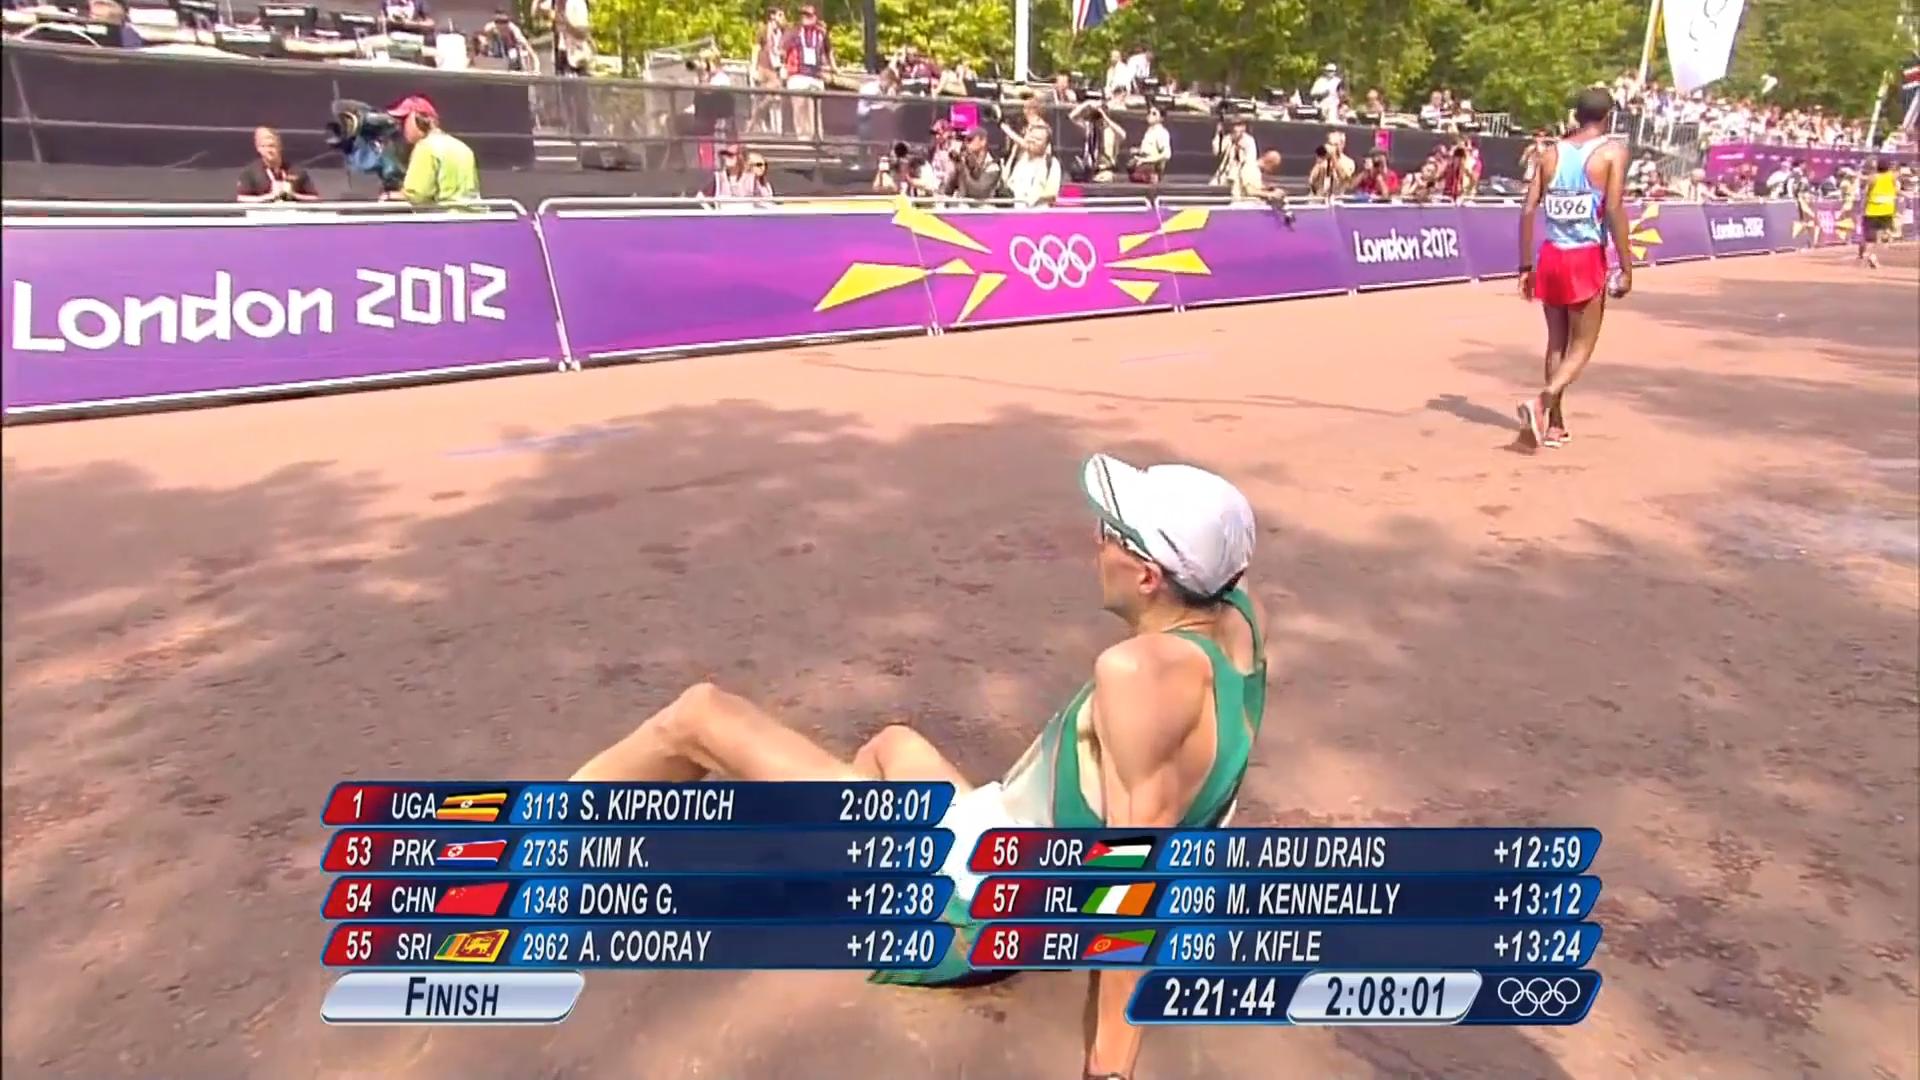 London 2012
London 2012
London 2012
1596
1 UGA 3113 S. KIPROTICH 2:08:01
53 PRK 2735 KIM K. +12:19
54 CHN 1348 DONG G. +12:38
55 SRI 2962 A. COORAY +12:40
56 JOR 2216 M. ABU DRAIS +12:59
57 IRL 2096 M. KENNEALLY +13:12
58 ERI 1596 Y. KIFLE +13:24
FINISH
2:21:44 2:08:01